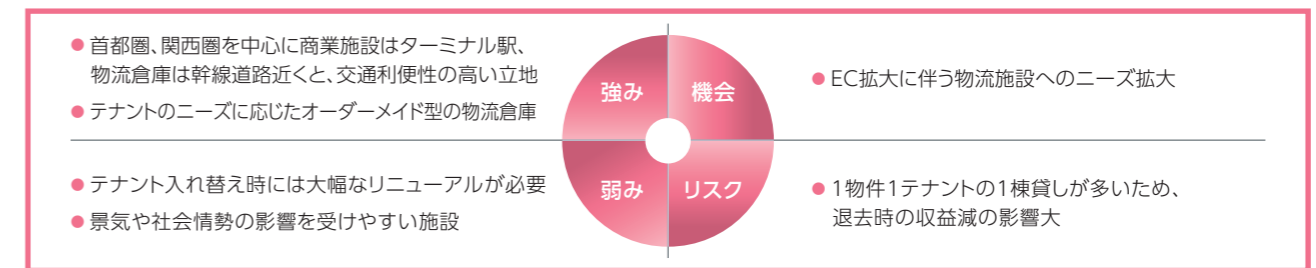 ● 首都圏、関西圏を中心に商業施設はターミナル駅、
物流倉庫は幹線道路近くと、交通利便性の高い立地
● テナントのニーズに応じたオーダーメイド型の物流倉庫
強み
機会
● EC拡大に伴う物流施設へのニーズ拡大
● テナント入れ替え時には大幅なリニューアルが必要
● 景気や社会情勢の影響を受けやすい施設
弱み
リスク
● 1物件1テナントの1棟貸しが多いため、
退去時の収益減の影響大